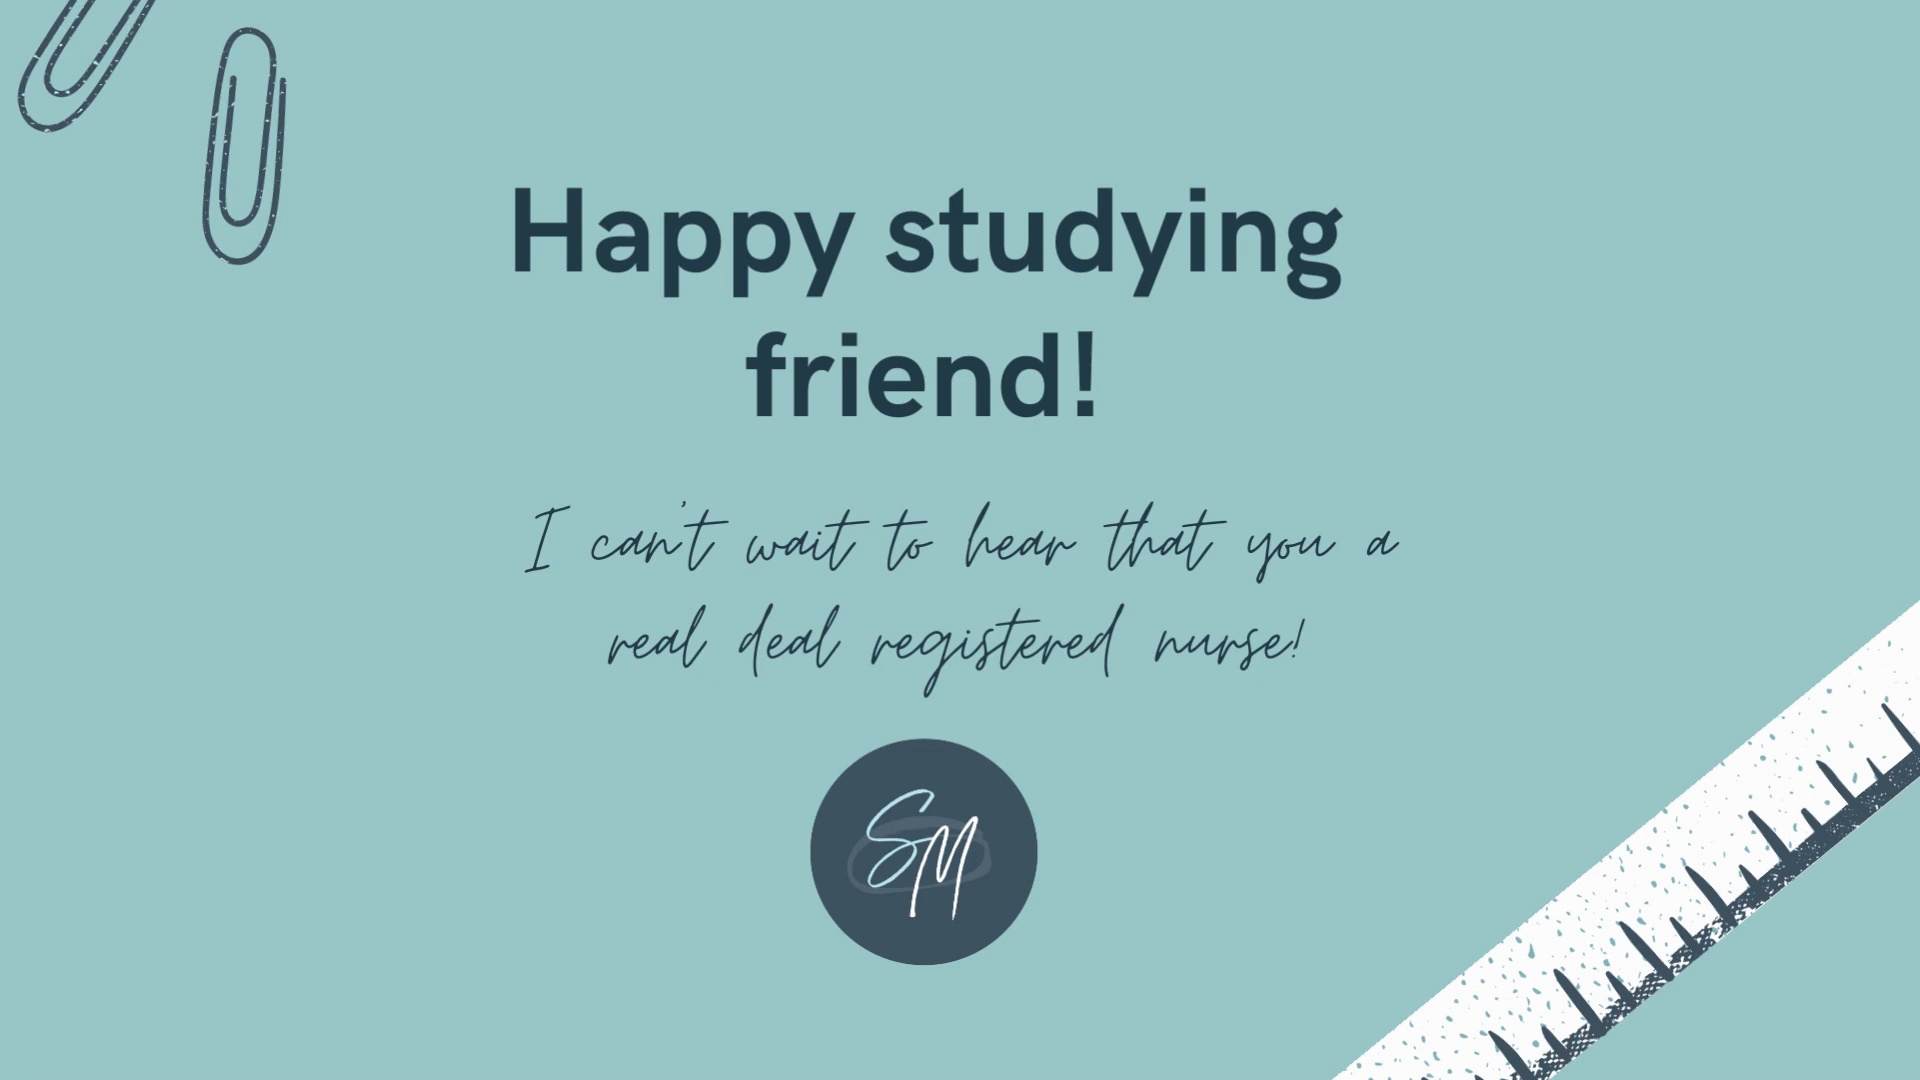 Happy studying
friend!
I can't wait to hear that you a
real deal registered nurse!
SM